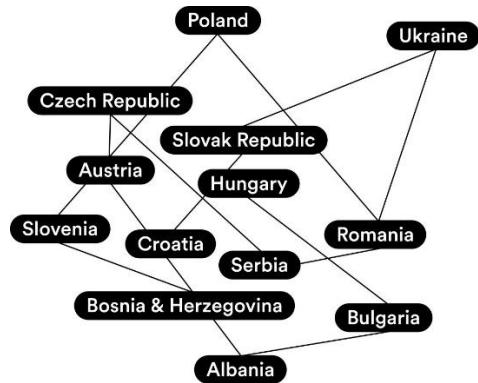 Poland
Ukraine
Czech Republic
Slovak Republic
Austria
Hungary
Slovenia
Croatia
Romania
Serbia
Bosnia & Herzegovina
Bulgaria
Albania